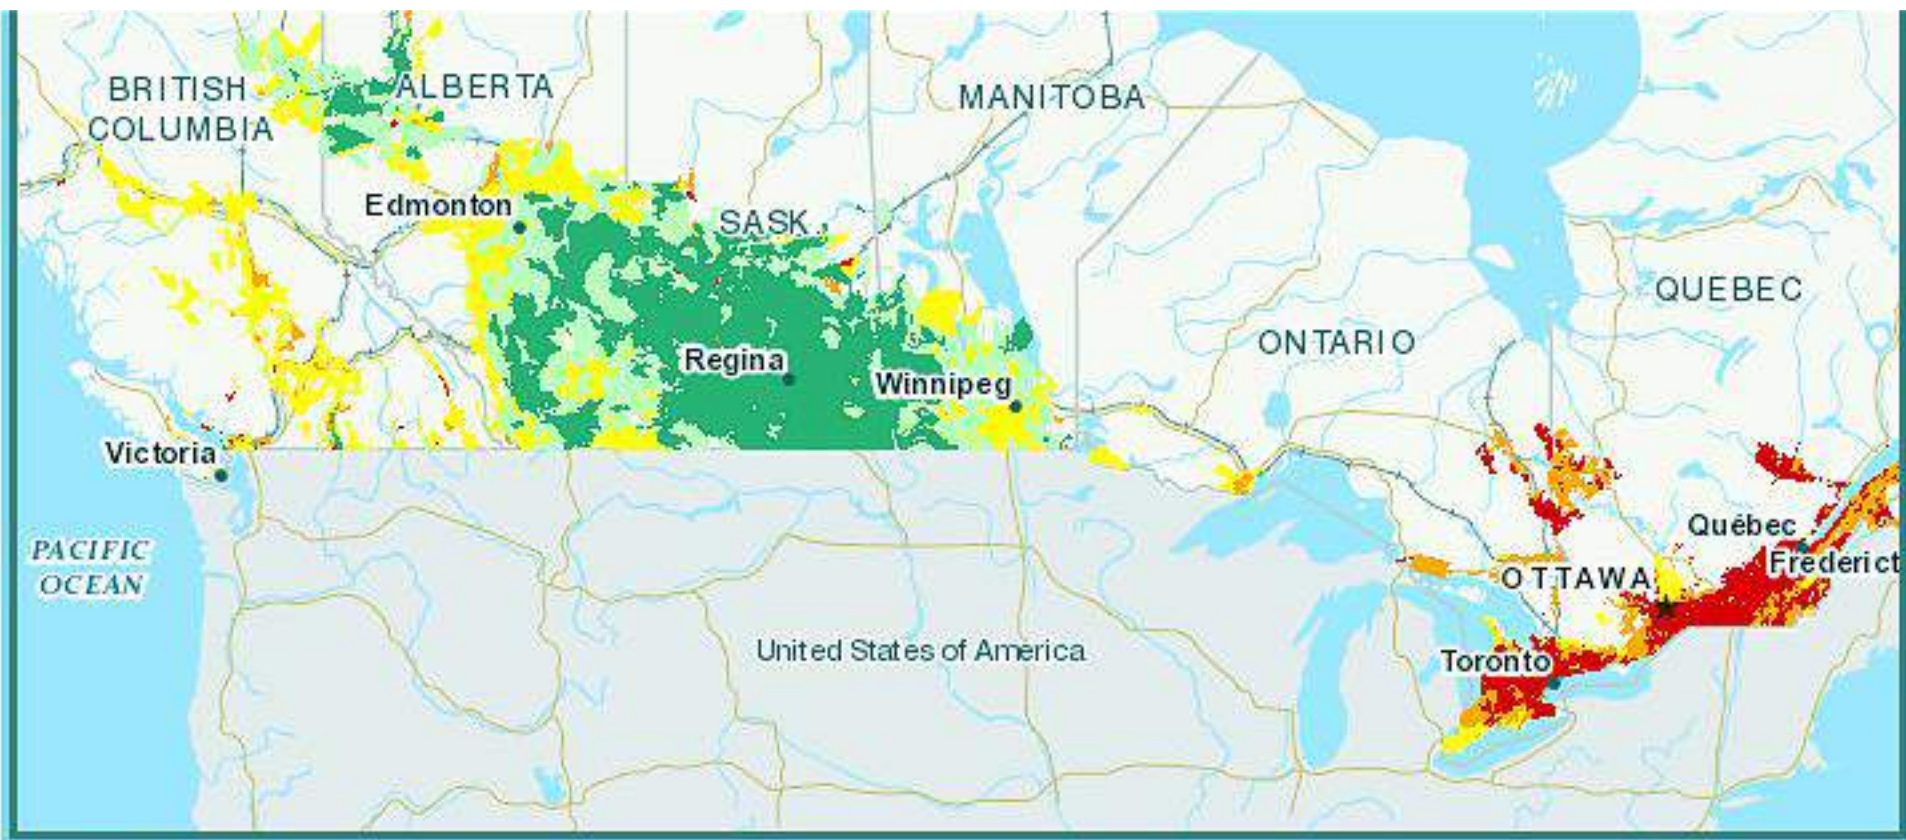 BRITISH
COLUMBIA
ALBERTA
MANITOBA
Edmonton
SASK.
QUEBEC
ONTARIO
Regina
Winnipeg
Victoria
Québec
PACIFIC
OCEAN
Frederict
OTTAWA
United States of America
Toronto